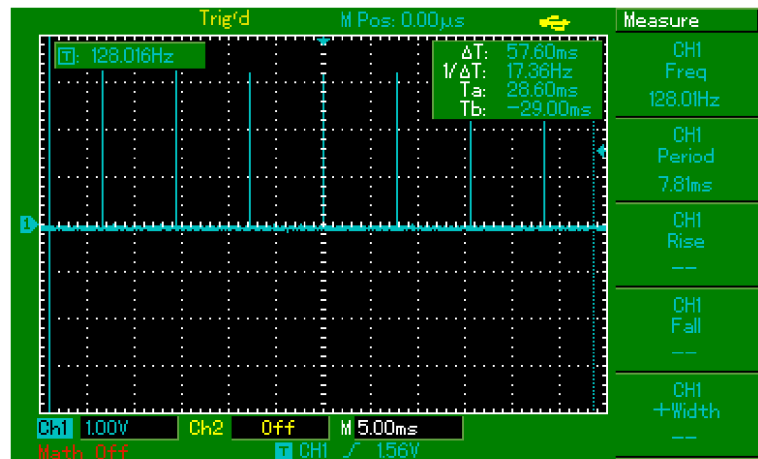 Trig'd M Pos: 0.00μs Measure
T: 128.016Hz
ΔT: 57.60ms
1/ΔT: 17.36Hz
Ta: 28.60ms
Tb: -29.00ms
CH1
Freq
128.01Hz
CH1
Period
7.81ms
CH1
Rise
--
CH1
Fall
--
CH1
+Width
--
1
Ch1 1.00V Ch2 Off M 5.00ms
Math Off T CH1 / 1.56V